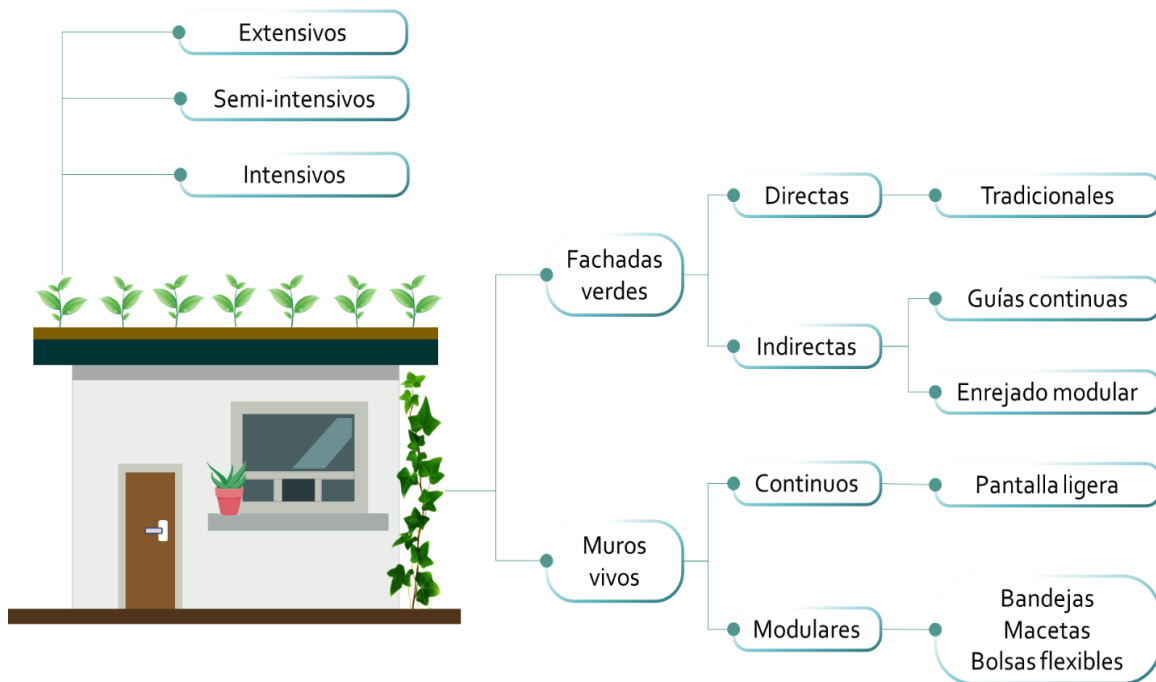 Extensivos
Semi-intensivos
Intensivos
Fachadas
verdes
Directas
Tradicionales
Indirectas
Guías continuas
Enrejado modular
Muros
vivos
Continuos
Pantalla ligera
Modulares
Bandejas
Macetas
Bolsas flexibles